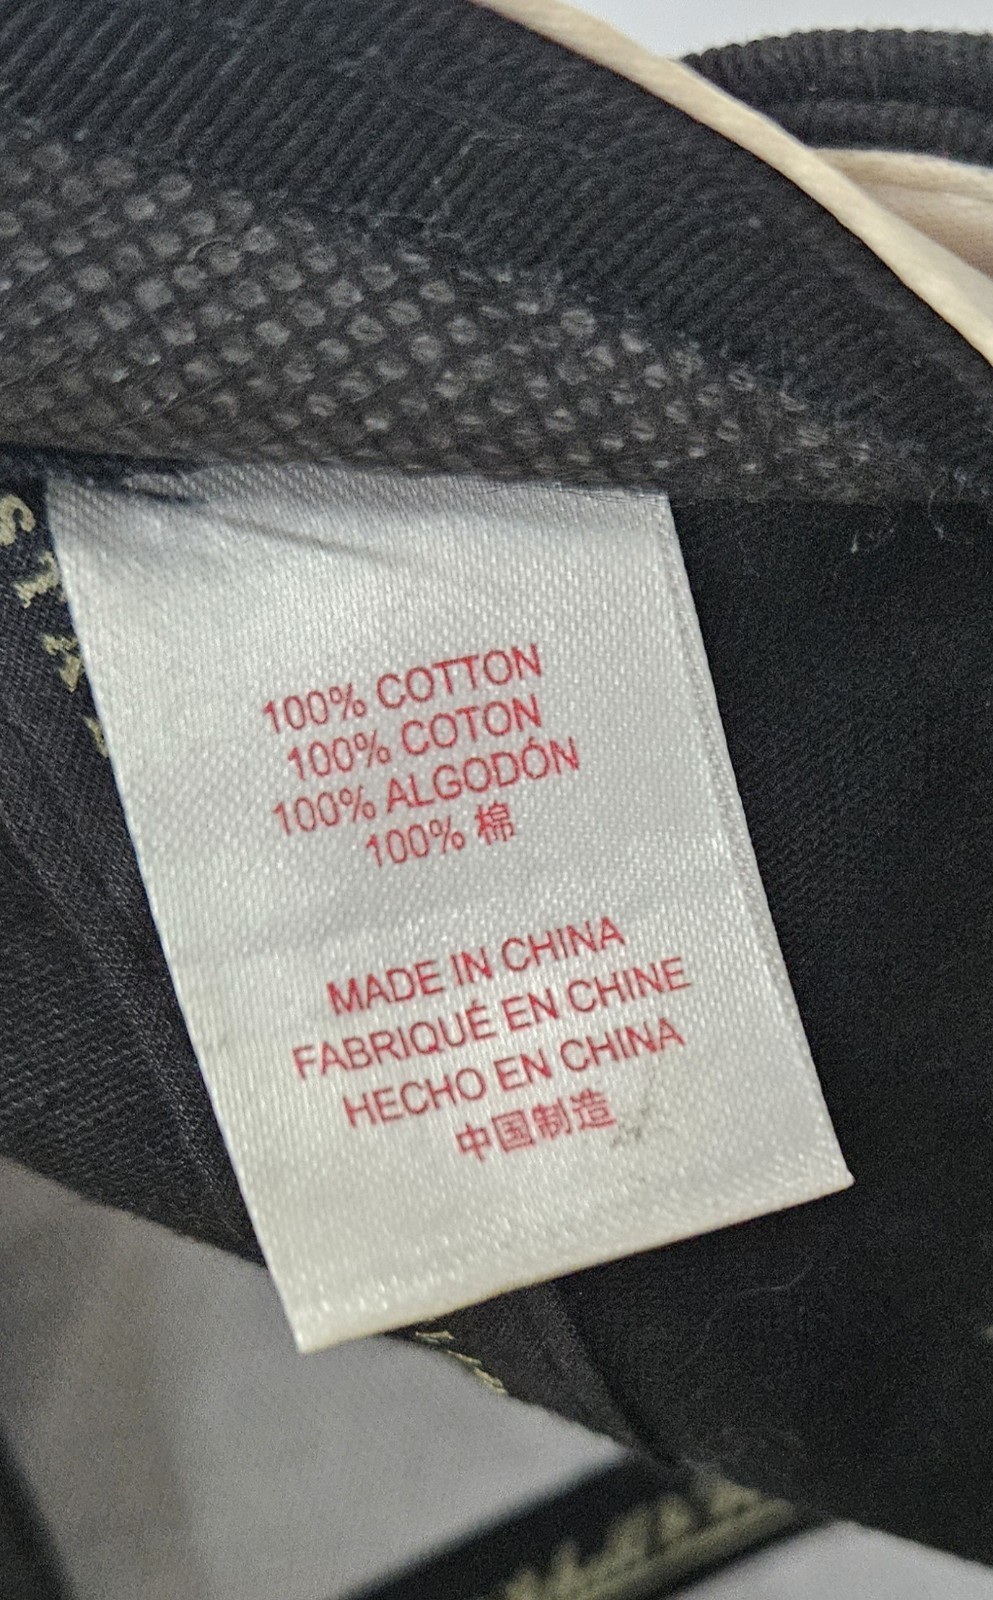 100% COTTON
100% COTON
100% ALGODÓN
100% 棉
MADE IN CHINA
FABRIQUÉ EN CHINE
HECHO EN CHINA
中国制造